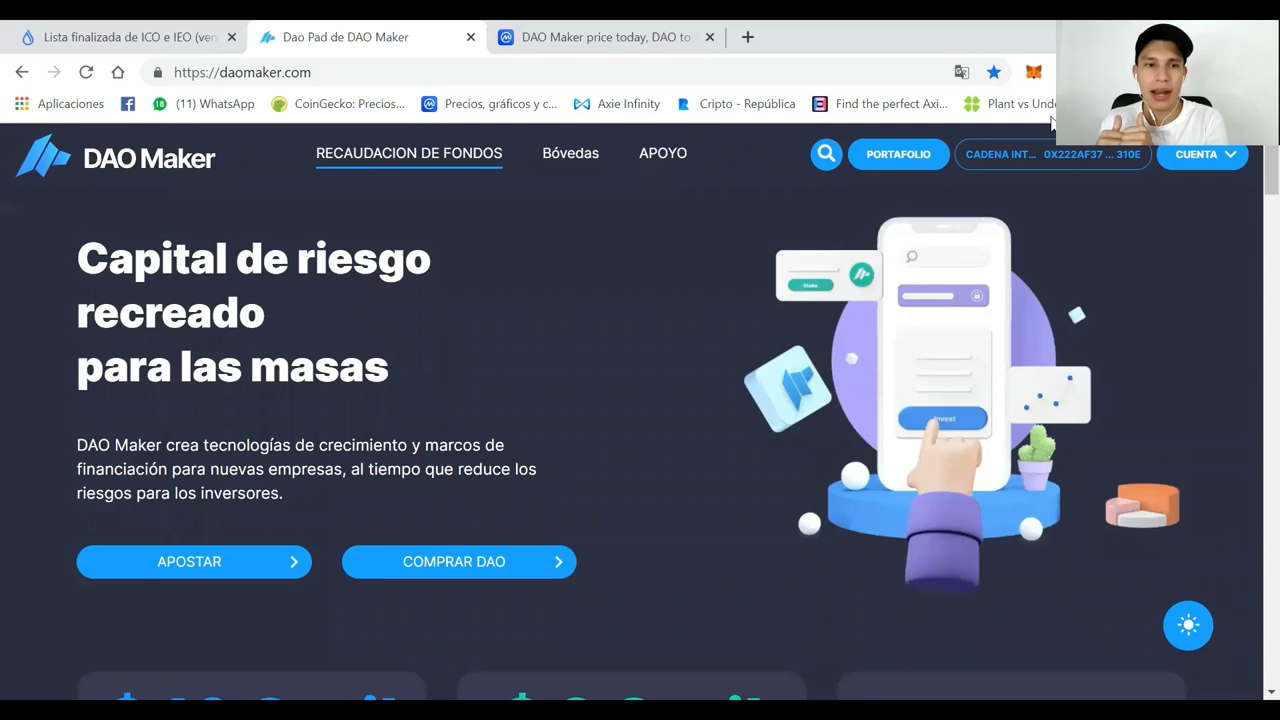 Lista finalizada de ICO e IEO (ven
Dao Pad de DAO Maker
DAO Maker price today, DAO to
https://daomaker.com
Aplicaciones
18
(11) WhatsApp
CoinGecko: Precios...
Precios, gráficos y c...
Axie Infinity
Cripto - República
Find the perfect Axi...
Plant vs Unde
DAO Maker
RECAUDACION DE FONDOS
Bóvedas
APOYO
PORTAFOLIO
CADENA INT... 0X222AF37 ... 310E
CUENTA
Capital de riesgo
recreado
para las masas
Stake
Invest
DAO Maker crea tecnologías de crecimiento y marcos de
financiación para nuevas empresas, al tiempo que reduce los
riesgos para los inversores.
APOSTAR
COMPRAR DAO